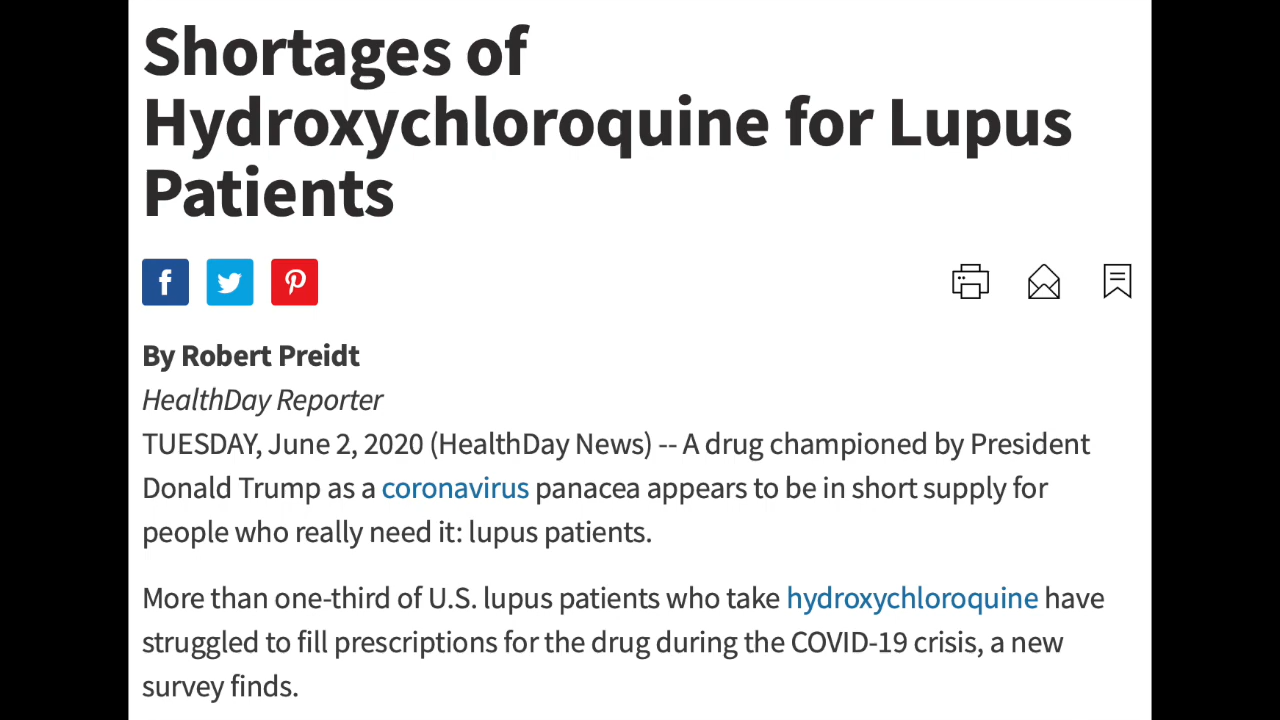 Shortages of
Hydroxychloroquine for Lupus
Patients
By Robert Preidt
HealthDay Reporter
TUESDAY, June 2, 2020 (HealthDay News) -- A drug championed by President
Donald Trump as a coronavirus panacea appears to be in short supply for
people who really need it: lupus patients.
More than one-third of U.S. lupus patients who take hydroxychloroquine have
struggled to fill prescriptions for the drug during the COVID-19 crisis, a new
survey finds.